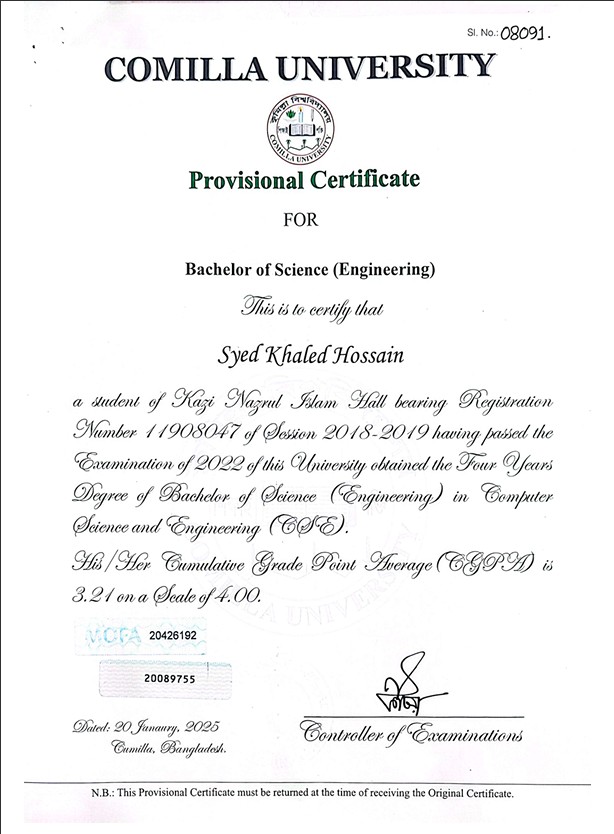 Sl. No.: 08091.
COMILLA UNIVERSITY
কুমিল্লা বিশ্ববিদ্যালয়
COMILLA UNIVERSITY
Provisional Certificate
FOR
Bachelor of Science (Engineering)
This is to certify that
Syed Khaled Hossain
a student of Kazi Nazrul Islam Hall bearing Registration
Number 11908047 of Session 2018-2019 having passed the
Examination of 2022 of this University obtained the Four Years
Degree of Bachelor of Science (Engineering) in Computer
Science and Engineering (CSE).
His/Her Cumulative Grade Point Average (CGPA) is
3.21 on a Scale of 4.00.
MOFA 20426192
20089755
Dated: 20 Junaury, 2025
Cumilla, Bangladesh.
Controller of Examinations
N.B.: This Provisional Certificate must be returned at the time of receiving the Original Certificate.